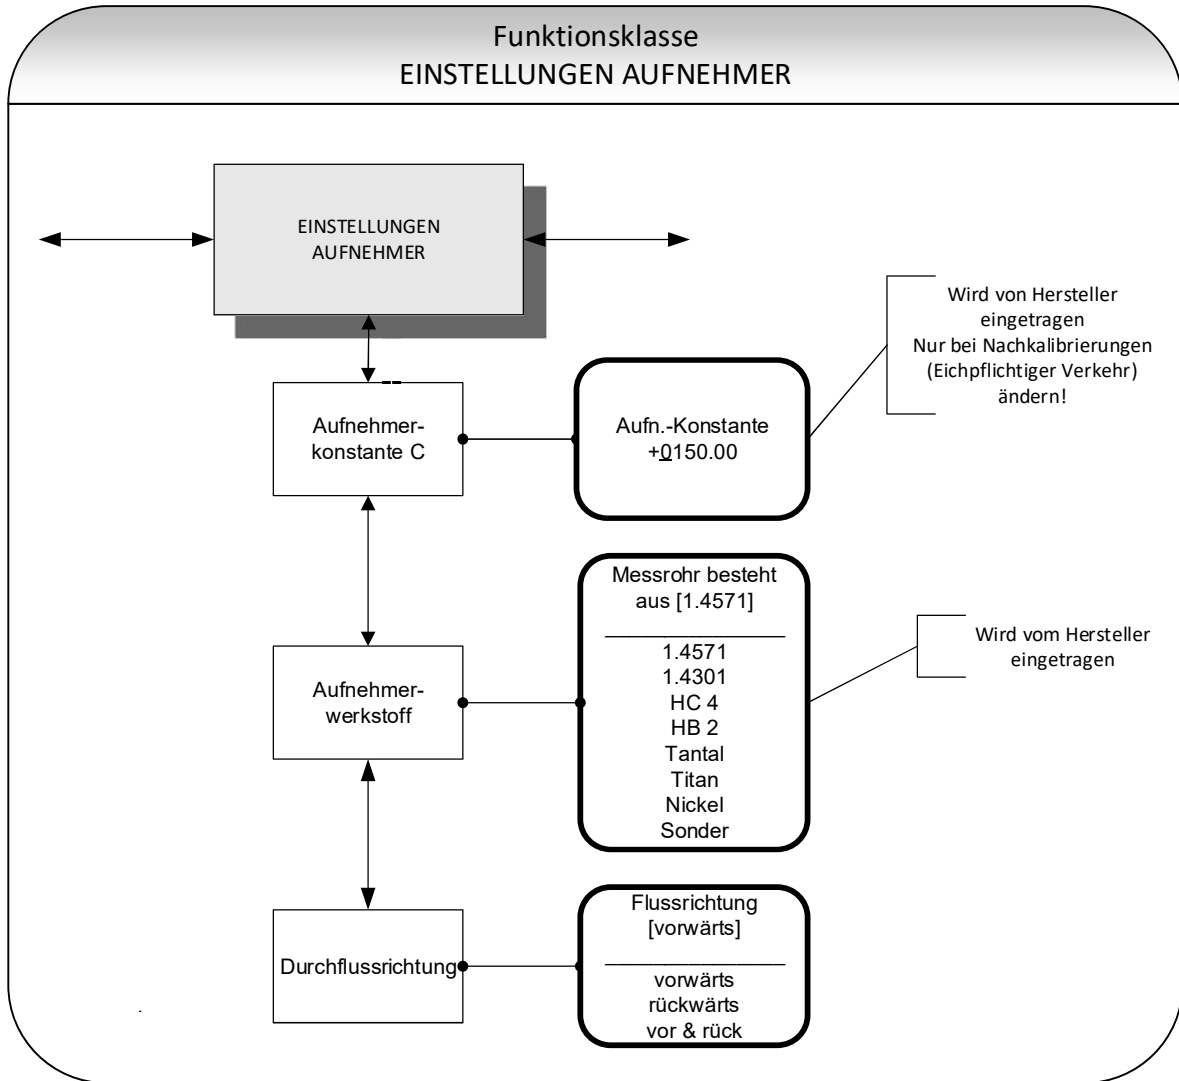 Funktionsklasse
EINSTELLUNGEN AUFNEHMER
EINSTELLUNGEN
AUFNEHMER
Wird von Hersteller
eingetragen
Nur bei Nachkalibrierungen
(Eichpflichtiger Verkehr)
ändern!
Aufnehmer-
konstante C
Aufn.-Konstante
+0150.00
Messrohr besteht
aus [1.4571]
1.4571
1.4301
HC 4
HB 2
Tantal
Titan
Nickel
Sonder
Wird vom Hersteller
eingetragen
Aufnehmer-
werkstoff
Durchflussrichtung
Flussrichtung
[vorwärts]
vorwärts
rückwärts
vor & rück